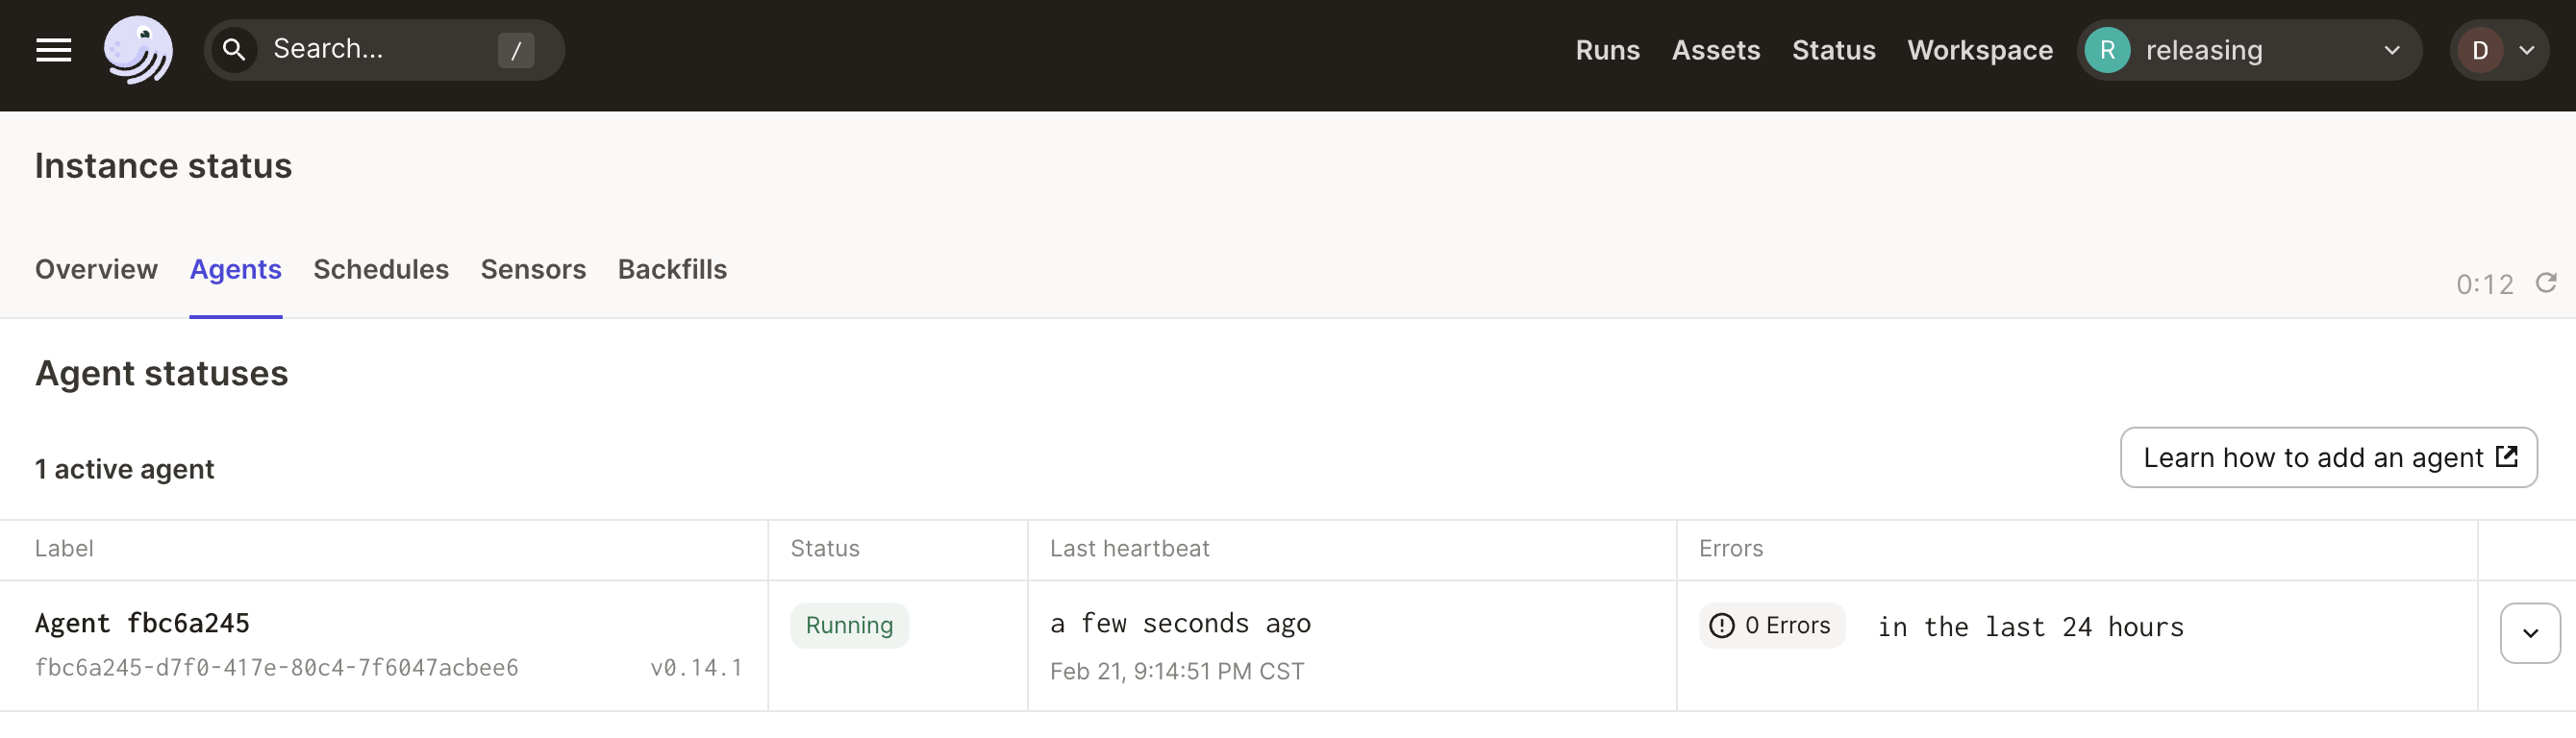 Search... /
Runs Assets Status Workspace R releasing D
Instance status
Overview Agents Schedules Sensors Backfills
0:12
Agent statuses
1 active agent
Learn how to add an agent
Label Status Last heartbeat Errors
Agent fbc6a245 Running a few seconds ago 0 Errors in the last 24 hours
fbc6a245-d7f0-417e-80c4-7f6047acbee6 v0.14.1 Feb 21, 9:14:51 PM CST